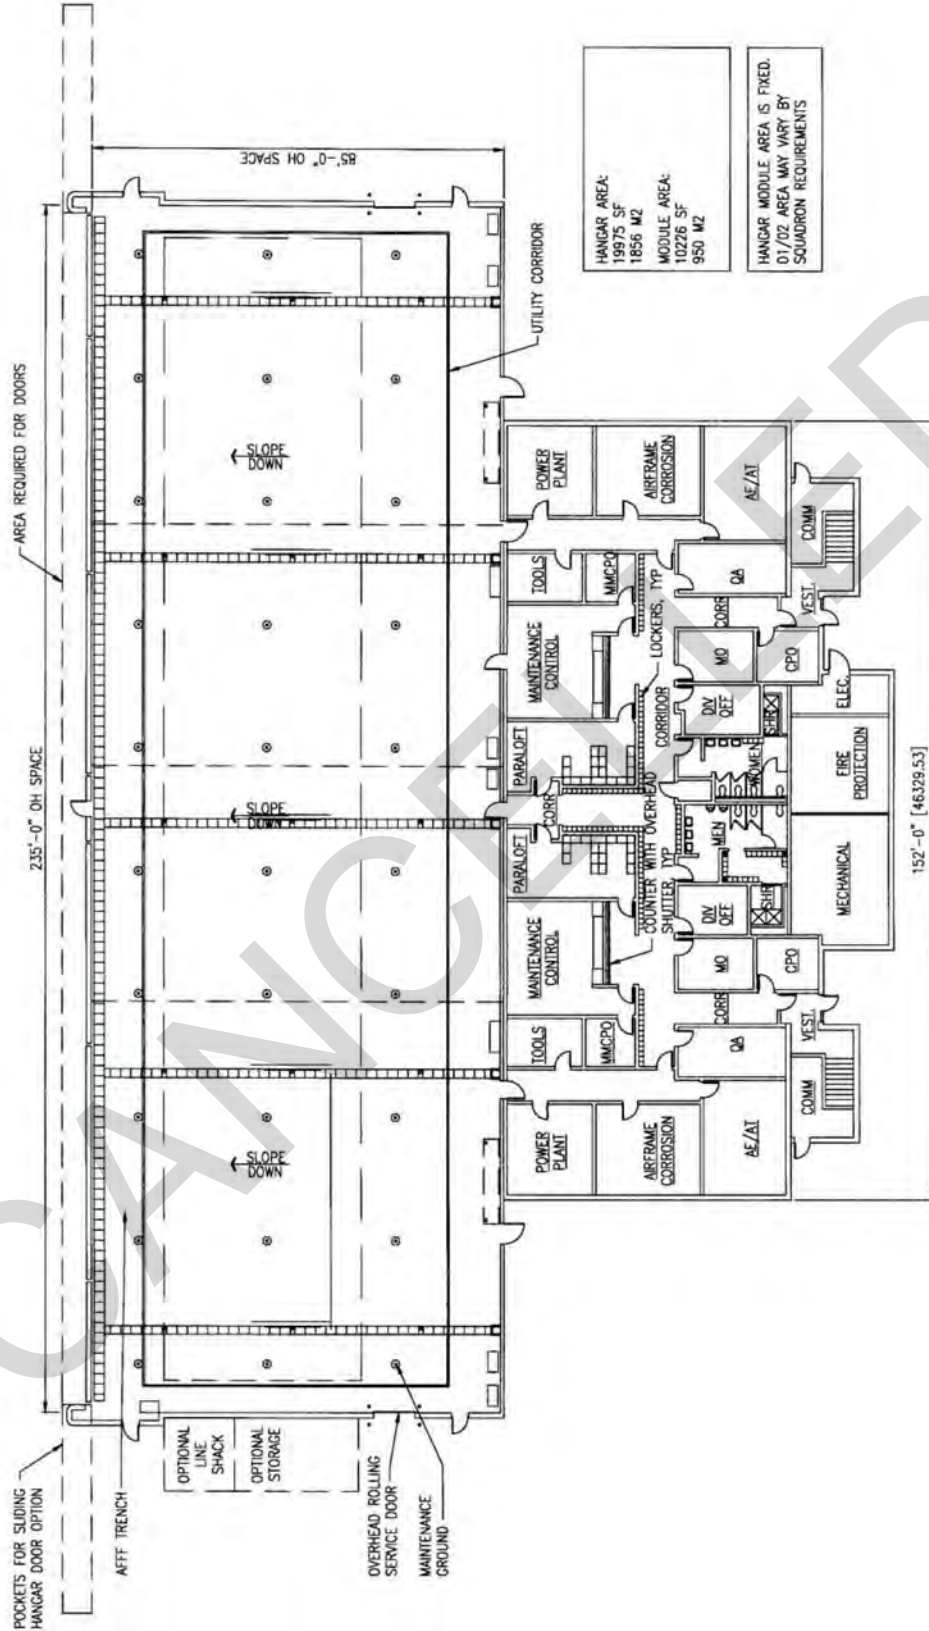 POCKETS FOR SLIDING
HANGAR DOOR OPTION
AREA REQUIRED FOR DOORS
235'-0" OH SPACE
85'-0" OH SPACE
AFFF TRENCH
SLOPE
DOWN
SLOPE
DOWN
SLOPE
DOWN
OPTIONAL
LINE
SHACK
OPTIONAL
STORAGE
OVERHEAD ROLLING
SERVICE DOOR
MAINTENANCE
GROUND
UTILITY CORRIDOR
HANGAR AREA:
19975 SF
1856 M2
MODULE AREA:
10226 SF
950 M2
HANGAR MODULE AREA IS FIXED.
01/02 AREA MAY VARY BY
SQUADRON REQUIREMENTS
POWER
PLANT
TOOLS
MAINTENANCE
CONTROL
PARALOFT
CORR
PARALOFT
MAINTENANCE
CONTROL
TOOLS
POWER
PLANT
AIRFRAME
CORROSION
MMCPO
MMCPO
AIRFRAME
CORROSION
COUNTER WITH OVERHEAD
SHUTTER, TYP
CORRIDOR
LOCKERS, TYP
AE/AT
QA
CORR
MO
DIV
OFF
MEN
WOMEN
DIV
OFF
MO
CORR
QA
AE/AT
SHR
SHR
COMM
VEST.
CPO
CPO
VEST.
COMM
MECHANICAL
FIRE
PROTECTION
ELEC.
152'-0" [46329.53]
CANCELLED